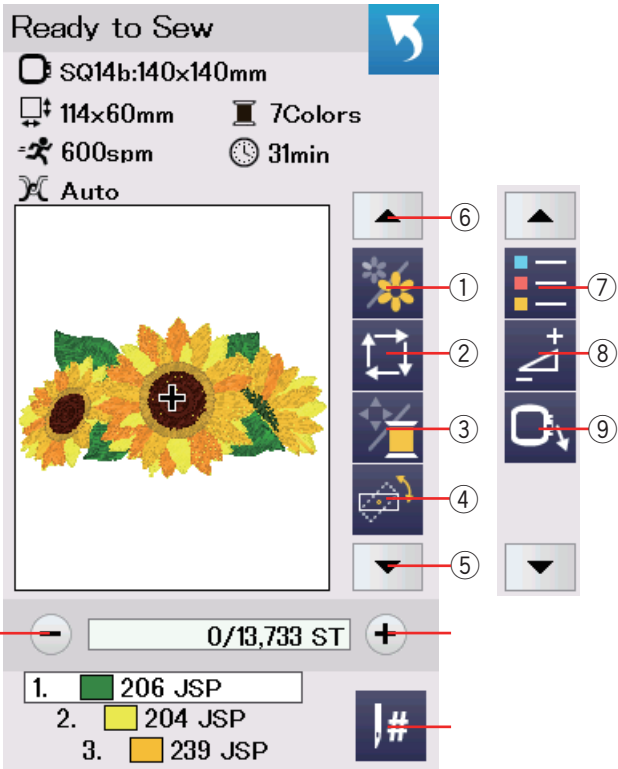 Ready to Sew
SQ14b:140x140mm
114x60mm 7Colors
600spm 31min
Auto
⑥
① ⑦
② ⑧
③ ⑨
④
⑤
- 0/13,733 ST +
1. 206 JSP
2. 204 JSP
3. 239 JSP
#